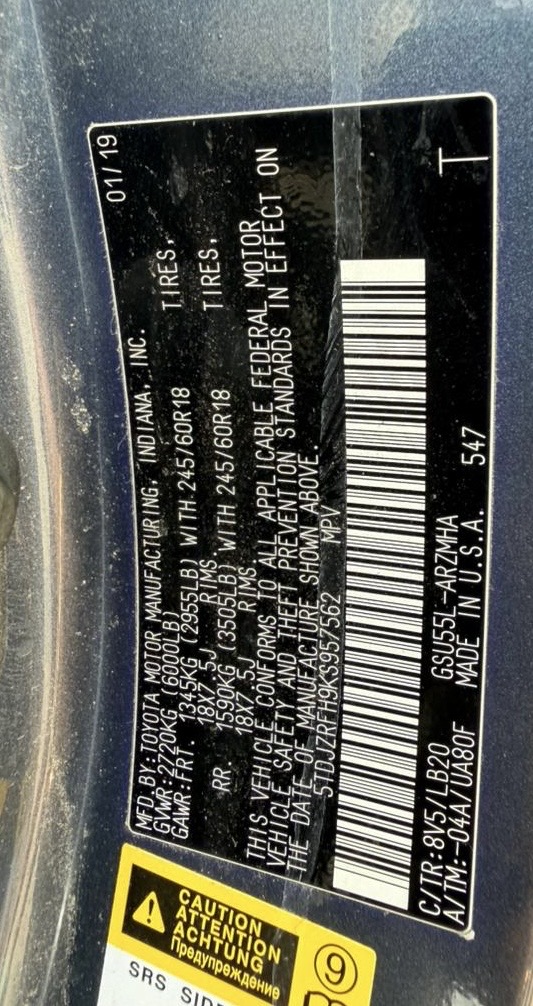 MFD. BY: TOYOTA MOTOR MANUFACTURING, INDIANA, INC. 01/19
GVWR: 2720KG (6000LB)
GAWR: FRT. 1345KG (2955LB) WITH 245/60R18 TIRES,
18X7.5J RIMS
RR. 1590KG (3505LB) WITH 245/60R18 TIRES,
18X7.5J RIMS
THIS VEHICLE CONFORMS TO ALL APPLICABLE FEDERAL MOTOR
VEHICLE SAFETY AND THEFT PREVENTION STANDARDS IN EFFECT ON
THE DATE OF MANUFACTURE SHOWN ABOVE.
5TDJZRFH9KS957562 MPV
T
C/TR: 8V5/LB20 GSU55L-ARZMHA
A/TM: -04A/UA80F MADE IN U.S.A. 547
CAUTION
ATTENTION
ACHTUNG
Предупреждение
9
SRS